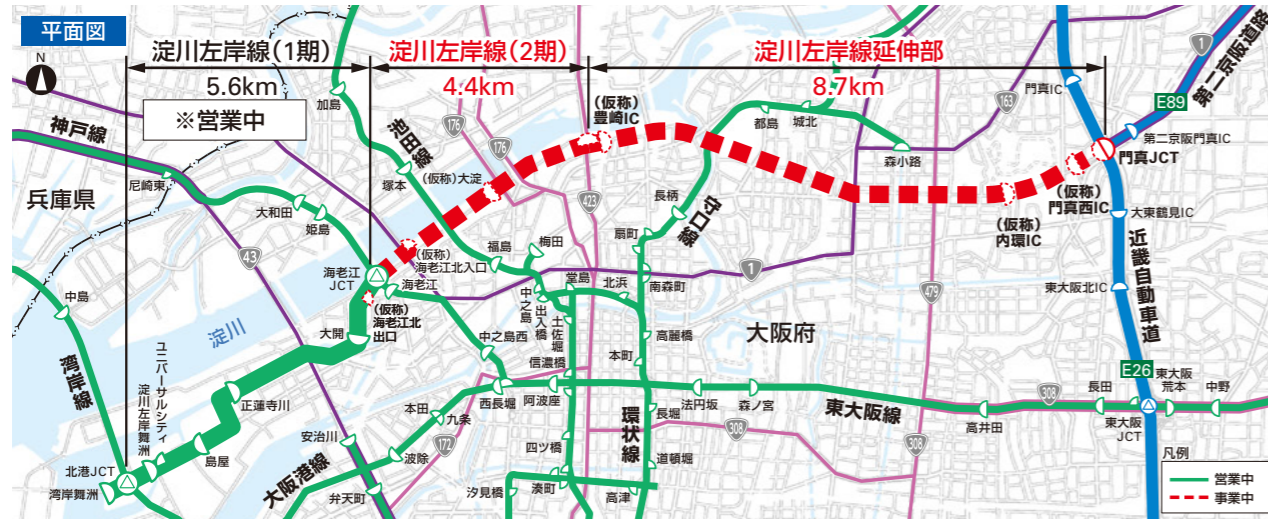 平面図
N
淀川左岸線(1期)
5.6km
※営業中
淀川左岸線(2期)
4.4km
淀川左岸線延伸部
8.7km
神戸線
兵庫県
尼崎東
大和田
姫島
43
中島
湾岸線
加島
池田線
塚本
176
176
(仮称)大淀
423
(仮称)
豊崎IC
都島
城北
森小路
163
1
門真IC
第二京阪道路
E89
第二京阪門真IC
門真JCT
(仮称)
門真西IC
(仮称)
内環IC
大東鶴見IC
近畿自動車道
東大阪北IC
長柄
守口線
扇町
梅田
福島
(仮称)
海老江北入口
海老江
JCT
海老江
(仮称)
海老江北
出口
大開
淀川
中之島西
中之島
出入橋
堂島
土佐堀
北浜
南森町
1
479
高麗橋
大阪府
信濃橋
本町
ユニバーサルシティ
淀川左岸舞洲
正蓮寺川
島屋
北港JCT
湾岸舞洲
安治川
大阪港線
弁天町
本田
九条
波除
172
西長堀
阿波座
四ツ橋
汐見橋
湊町
環状線
長堀
道頓堀
高津
法円坂
森ノ宮
308
東大阪線
308
高井田
308
長田
E26
東大阪
荒本
中野
東大阪
JCT
凡例
営業中
事業中